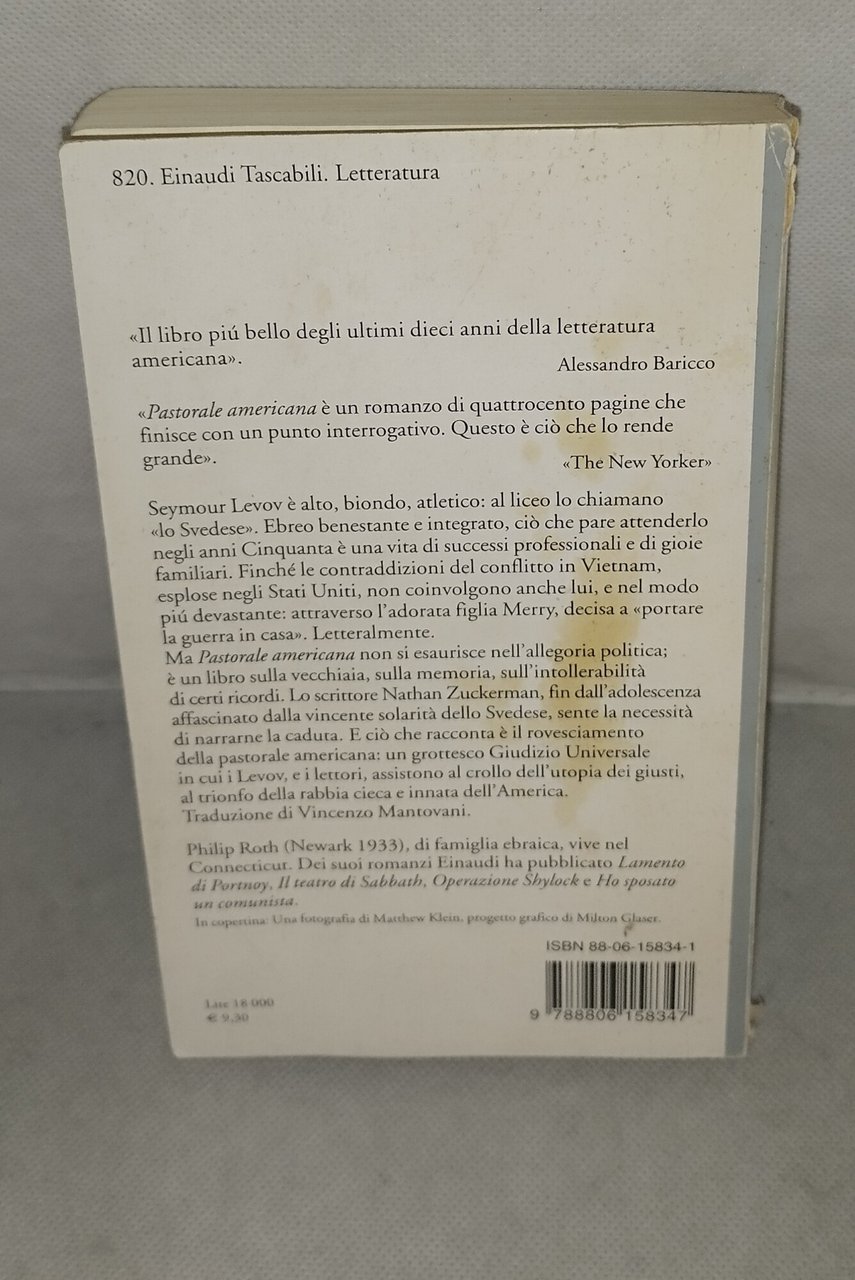 820. Einaudi Tascabili. Letteratura
«Il libro piú bello degli ultimi dieci anni della letteratura
americana».
Alessandro Baricco
«Pastorale americana è un romanzo di quattrocento pagine che
finisce con un punto interrogativo. Questo è ciò che lo rende
grande».
«The New Yorker»
Seymour Levov è alto, biondo, atletico: al liceo lo chiamano
«lo Svedese». Ebreo benestante e integrato, ciò che pare attenderlo
negli anni Cinquanta è una vita di successi professionali e di gioie
familiari. Finché le contraddizioni del conflitto in Vietnam,
esplose negli Stati Uniti, non coinvolgono anche lui, e nel modo
piú devastante: attraverso l'adorata figlia Merry, decisa a «portare
la guerra in casa». Letteralmente.
Ma Pastorale americana non si esaurisce nell'allegoria politica;
è un libro sulla vecchiaia, sulla memoria, sull'intollerabilità
di certi ricordi. Lo scrittore Nathan Zuckerman, fin dall'adolescenza
affascinato dalla vincente solarità dello Svedese, sente la necessità
di narrarne la caduta. E ciò che racconta è il rovesciamento
della pastorale americana: un grottesco Giudizio Universale
in cui i Levov, e i lettori, assistono al crollo dell'utopia dei giusti,
al trionfo della rabbia cieca e innata dell'America.
Traduzione di Vincenzo Mantovani.
Philip Roth (Newark 1933), di famiglia ebraica, vive nel
Connecticut. Dei suoi romanzi Einaudi ha pubblicato Lamento
di Portnoy, Il teatro di Sabbath, Operazione Shylock e Ho sposato
un comunista.
In copertina: Una fotografia di Matthew Klein, progetto grafico di Milton Glaser.
ISBN 88-06-15834-1
Lire 18 000
€ 9,30
9 788806 158347